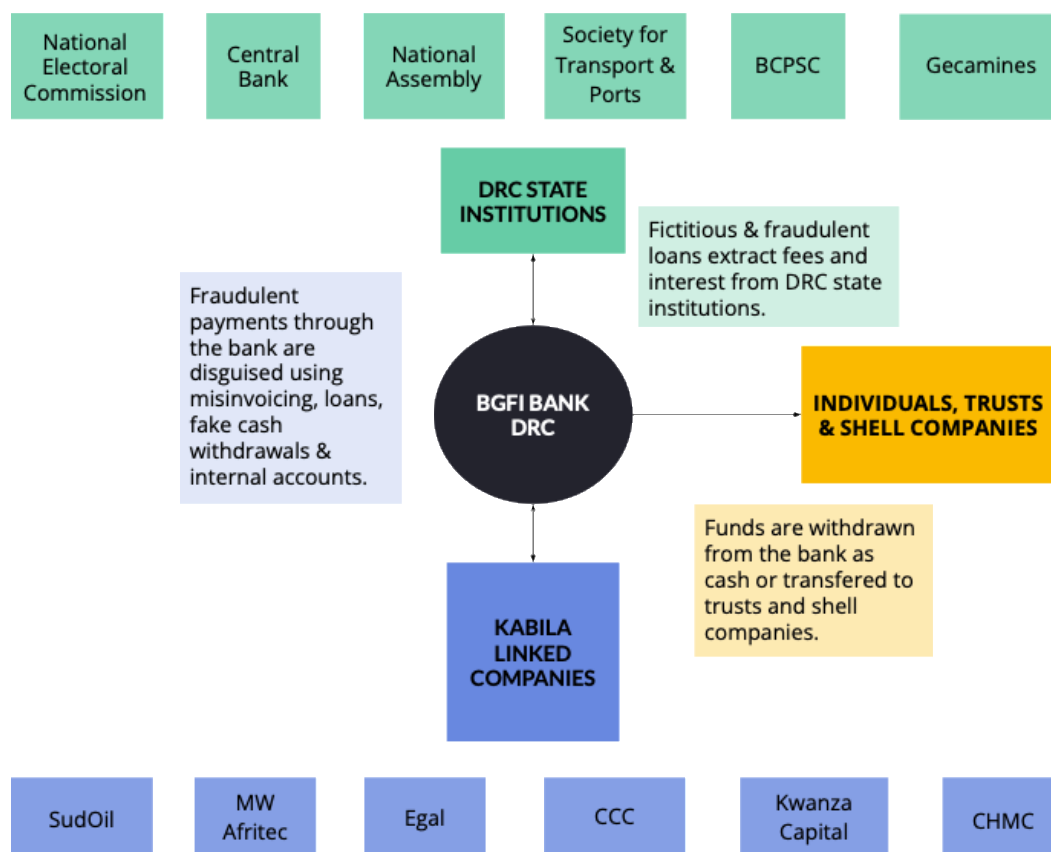 National
Electoral
Commission
Central
Bank
National
Assembly
Society for
Transport &
Ports
BCPSC
Gecamines
DRC STATE
INSTITUTIONS
Fictitious & fraudulent
loans extract fees and
interest from DRC state
institutions.
Fraudulent
payments through
the bank are
disguised using
misinvoicing, loans,
fake cash
withdrawals &
internal accounts.
BGFI BANK
DRC
INDIVIDUALS, TRUSTS
& SHELL COMPANIES
Funds are withdrawn
from the bank as
cash or transfered to
trusts and shell
companies.
KABILA
LINKED
COMPANIES
SudOil
MW
Afritec
Egal
CCC
Kwanza
Capital
CHMC